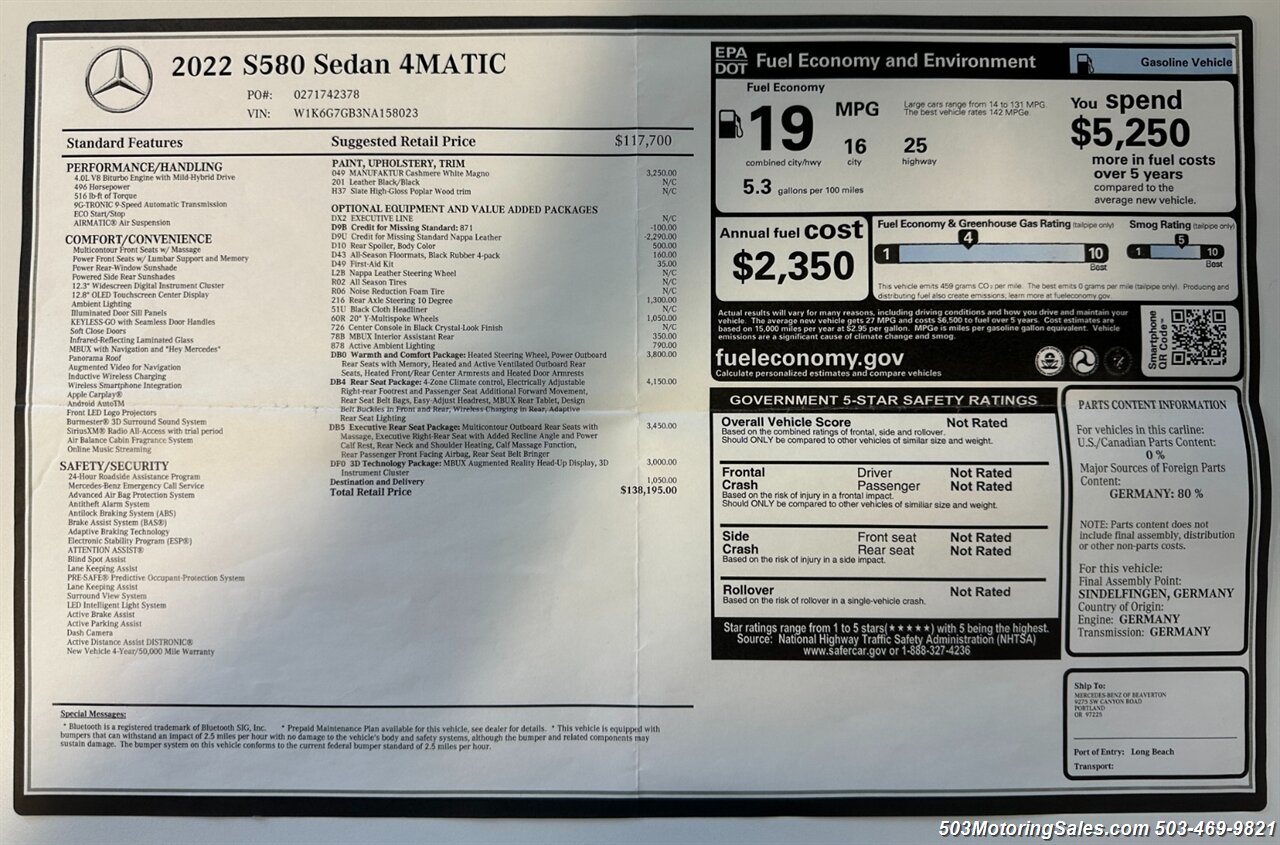 2022 S580 Sedan 4MATIC
PO#: 0271742378
VIN: W1K6G7GB3NA158023
Standard Features
PERFORMANCE/HANDLING
4.0L V8 Biturbo Engine with Mild-Hybrid Drive
496 Horsepower
516 lb-ft of Torque
9G-TRONIC 9-Speed Automatic Transmission
ECO Start/Stop
AIRMATIC® Air Suspension
COMFORT/CONVENIENCE
Multicontour Front Seats w/ Massage
Power Front Seats w/ Lumbar Support and Memory
Power Rear-Window Sunshade
Powered Side Rear Sunshades
12.3" Widescreen Digital Instrument Cluster
12.8" OLED Touchscreen Center Display
Ambient Lighting
Illuminated Door Sill Panels
KEYLESS-GO with Seamless Door Handles
Soft Close Doors
Infrared-Reflecting Laminated Glass
MBUX with Navigation and "Hey Mercedes"
Panorama Roof
Augmented Video for Navigation
Inductive Wireless Charging
Wireless Smartphone Integration
Apple Carplay®
Android AutoTM
Front LED Logo Projectors
Burmester® 3D Surround Sound System
SiriusXM® Radio All-Access with trial period
Air Balance Cabin Fragrance System
Online Music Streaming
SAFETY/SECURITY
24-Hour Roadside Assistance Program
Mercedes-Benz Emergency Call Service
Advanced Air Bag Protection System
Antitheft Alarm System
Antilock Braking System (ABS)
Brake Assist System (BAS®)
Adaptive Braking Technology
Electronic Stability Program (ESP®)
ATTENTION ASSIST®
Blind Spot Assist
Lane Keeping Assist
PRE-SAFE® Predictive Occupant-Protection System
Lane Keeping Assist
Surround View System
LED Intelligent Light System
Active Brake Assist
Active Parking Assist
Dash Camera
Active Distance Assist DISTRONIC®
New Vehicle 4-Year/50,000 Mile Warranty
Suggested Retail Price $117,700
PAINT, UPHOLSTERY, TRIM
049 MANUFAKTUR Cashmere White Magno 3,250.00
201 Leather Black/Black N/C
H37 Slate High-Gloss Poplar Wood trim N/C
OPTIONAL EQUIPMENT AND VALUE ADDED PACKAGES
DX2 EXECUTIVE LINE N/C
D9B Credit for Missing Standard: 871 -100.00
D9U Credit for Missing Standard Nappa Leather -2,290.00
D10 Rear Spoiler, Body Color 500.00
D43 All-Season Floormats, Black Rubber 4-pack 160.00
D49 First-Aid Kit 35.00
L2B Nappa Leather Steering Wheel N/C
R02 All Season Tires N/C
R06 Noise Reduction Foam Tire N/C
216 Rear Axle Steering 10 Degree 1,300.00
51U Black Cloth Headliner N/C
60R 20" Y-Multispoke Wheels 1,050.00
726 Center Console in Black Crystal-Look Finish N/C
78B MBUX Interior Assistant Rear 350.00
878 Active Ambient Lighting 790.00
DB0 Warmth and Comfort Package: Heated Steering Wheel, Power Outboard 3,800.00
Rear Seats with Memory, Heated and Active Ventilated Outboard Rear
Seats, Heated Front/Rear Center Armrests and Heated Door Armrests
DB4 Rear Seat Package: 4-Zone Climate control, Electrically Adjustable 4,150.00
Right-rear Footrest and Passenger Seat Additional Forward Movement,
Rear Seat Belt Bags, Easy-Adjust Headrest, MBUX Rear Tablet, Design
Belt Buckles in Front and Rear, Wireless Charging in Rear, Adaptive
Rear Seat Lighting
DB5 Executive Rear Seat Package: Multicontour Outboard Rear Seats with 3,450.00
Massage, Executive Right-Rear Seat with Added Recline Angle and Power
Calf Rest, Rear Neck and Shoulder Heating, Calf Massage Function,
Rear Passenger Front Facing Airbag, Rear Seat Belt Bringer
DF0 3D Technology Package: MBUX Augmented Reality Head-Up Display, 3D 3,000.00
Instrument Cluster
Destination and Delivery 1,050.00
Total Retail Price $138,195.00
Special Messages:
* Bluetooth is a registered trademark of Bluetooth SIG, Inc. * Prepaid Maintenance Plan available for this vehicle, see dealer for details. * This vehicle is equipped with
bumpers that can withstand an impact of 2.5 miles per hour with no damage to the vehicle's body and safety systems, although the bumper and related components may
sustain damage. The bumper system on this vehicle conforms to the current federal bumper standard of 2.5 miles per hour.
EPA
DOT
Fuel Economy and Environment
Gasoline Vehicle
Fuel Economy
19 MPG
combined city/hwy
16
city
25
highway
5.3 gallons per 100 miles
Large cars range from 14 to 131 MPG.
The best vehicle rates 142 MPGe.
You spend
$5,250
more in fuel costs
over 5 years
compared to the
average new vehicle.
Annual fuel cost
$2,350
Fuel Economy & Greenhouse Gas Rating (tailpipe only)
4
1 10
Best
Smog Rating (tailpipe only)
5
1 10
Best
This vehicle emits 459 grams CO2 per mile. The best emits 0 grams per mile (tailpipe only). Producing and
distributing fuel also create emissions; learn more at fueleconomy.gov.
Actual results will vary for many reasons, including driving conditions and how you drive and maintain your
vehicle. The average new vehicle gets 27 MPG and costs $6,500 to fuel over 5 years. Cost estimates are
based on 15,000 miles per year at $2.95 per gallon. MPGe is miles per gasoline gallon equivalent. Vehicle
emissions are a significant cause of climate change and smog.
fueleconomy.gov
Calculate personalized estimates and compare vehicles
Smartphone
QR Code™
GOVERNMENT 5-STAR SAFETY RATINGS
Overall Vehicle Score Not Rated
Based on the combined ratings of frontal, side and rollover.
Should ONLY be compared to other vehicles of similar size and weight.
Frontal Driver Not Rated
Crash Passenger Not Rated
Based on the risk of injury in a frontal impact.
Should ONLY be compared to other vehicles of similiar size and weight.
Side Front seat Not Rated
Crash Rear seat Not Rated
Based on the risk of injury in a side impact.
Rollover Not Rated
Based on the risk of rollover in a single-vehicle crash.
Star ratings range from 1 to 5 stars(★★★★★) with 5 being the highest.
Source: National Highway Traffic Safety Administration (NHTSA)
www.safercar.gov or 1-888-327-4236
PARTS CONTENT INFORMATION
For vehicles in this carline:
U.S./Canadian Parts Content:
0 %
Major Sources of Foreign Parts
Content:
GERMANY: 80 %
NOTE: Parts content does not
include final assembly, distribution
or other non-parts costs.
For this vehicle:
Final Assembly Point:
SINDELFINGEN, GERMANY
Country of Origin:
Engine: GERMANY
Transmission: GERMANY
Ship To:
MERCEDES-BENZ OF BEAVERTON
9275 SW CANYON ROAD
PORTLAND
OR 97225
Port of Entry: Long Beach
Transport:
503MotoringSales.com 503-469-9821